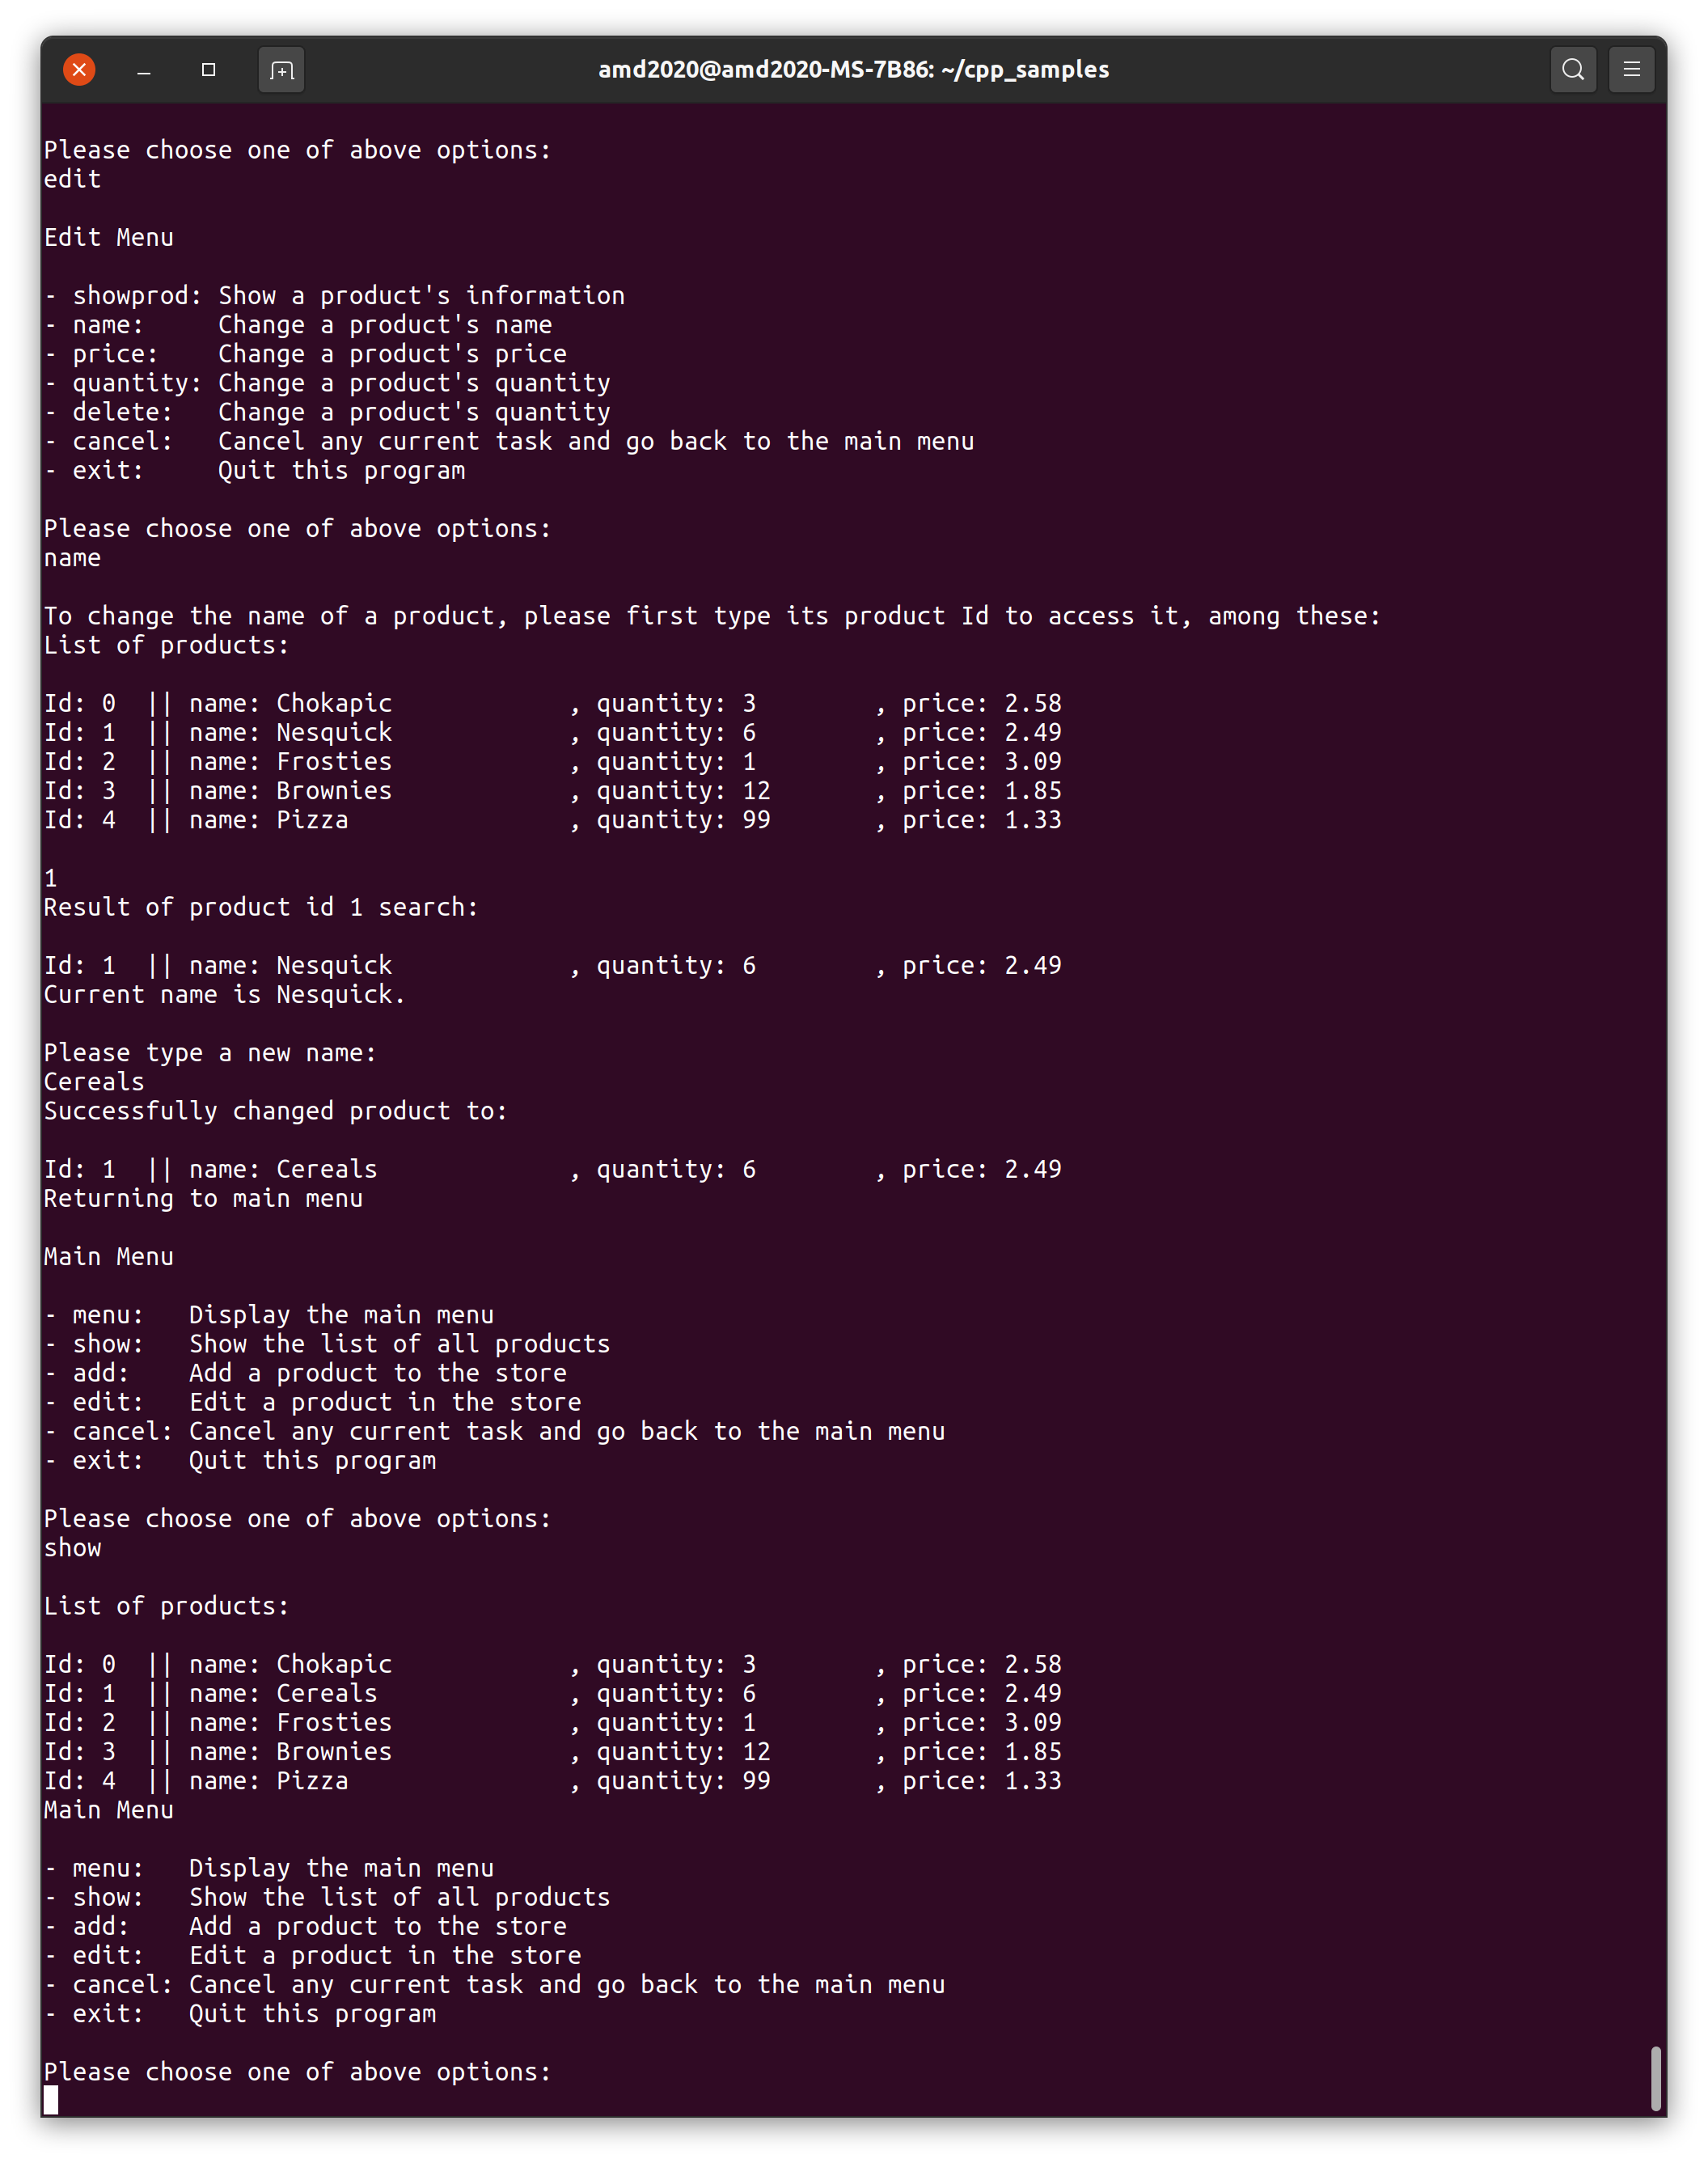 amd2020@amd2020-MS-7B86: ~/cpp_samples
Please choose one of above options:
edit
Edit Menu
- showprod: Show a product's information
- name:     Change a product's name
- price:    Change a product's price
- quantity: Change a product's quantity
- delete:   Change a product's quantity
- cancel:   Cancel any current task and go back to the main menu
- exit:     Quit this program
Please choose one of above options:
name
To change the name of a product, please first type its product Id to access it, among these:
List of products:
Id: 0  || name: Chokapic            , quantity: 3        , price: 2.58
Id: 1  || name: Nesquick            , quantity: 6        , price: 2.49
Id: 2  || name: Frosties            , quantity: 1        , price: 3.09
Id: 3  || name: Brownies            , quantity: 12       , price: 1.85
Id: 4  || name: Pizza               , quantity: 99       , price: 1.33
1
Result of product id 1 search:
Id: 1  || name: Nesquick            , quantity: 6        , price: 2.49
Current name is Nesquick.
Please type a new name:
Cereals
Successfully changed product to:
Id: 1  || name: Cereals             , quantity: 6        , price: 2.49
Returning to main menu
Main Menu
- menu:   Display the main menu
- show:   Show the list of all products
- add:    Add a product to the store
- edit:   Edit a product in the store
- cancel: Cancel any current task and go back to the main menu
- exit:   Quit this program
Please choose one of above options:
show
List of products:
Id: 0  || name: Chokapic            , quantity: 3        , price: 2.58
Id: 1  || name: Cereals             , quantity: 6        , price: 2.49
Id: 2  || name: Frosties            , quantity: 1        , price: 3.09
Id: 3  || name: Brownies            , quantity: 12       , price: 1.85
Id: 4  || name: Pizza               , quantity: 99       , price: 1.33
Main Menu
- menu:   Display the main menu
- show:   Show the list of all products
- add:    Add a product to the store
- edit:   Edit a product in the store
- cancel: Cancel any current task and go back to the main menu
- exit:   Quit this program
Please choose one of above options: